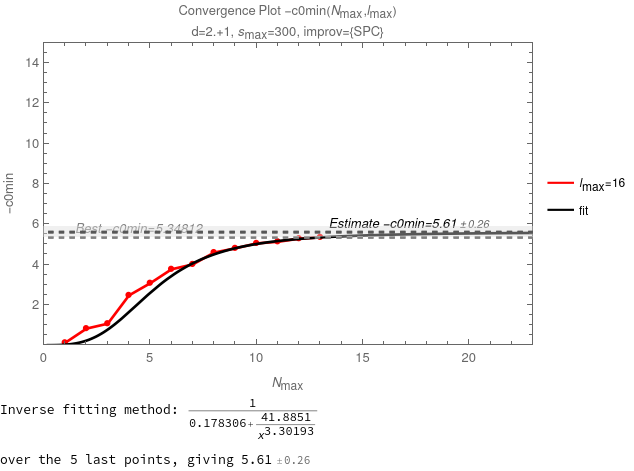 Convergence Plot −c0min(N_max,l_max)
d=2.+1, s_max=300, improv={SPC}
14
12
10
8
6
4
2
−c0min
Best −c0min=5.34812
Estimate −c0min=5.61 ±0.26
l_max=16
fit
0 5 10 15 20
N_max
Inverse fitting method: 1/(0.178306+41.8851/x^3.30193)
over the 5 last points, giving 5.61 ±0.26